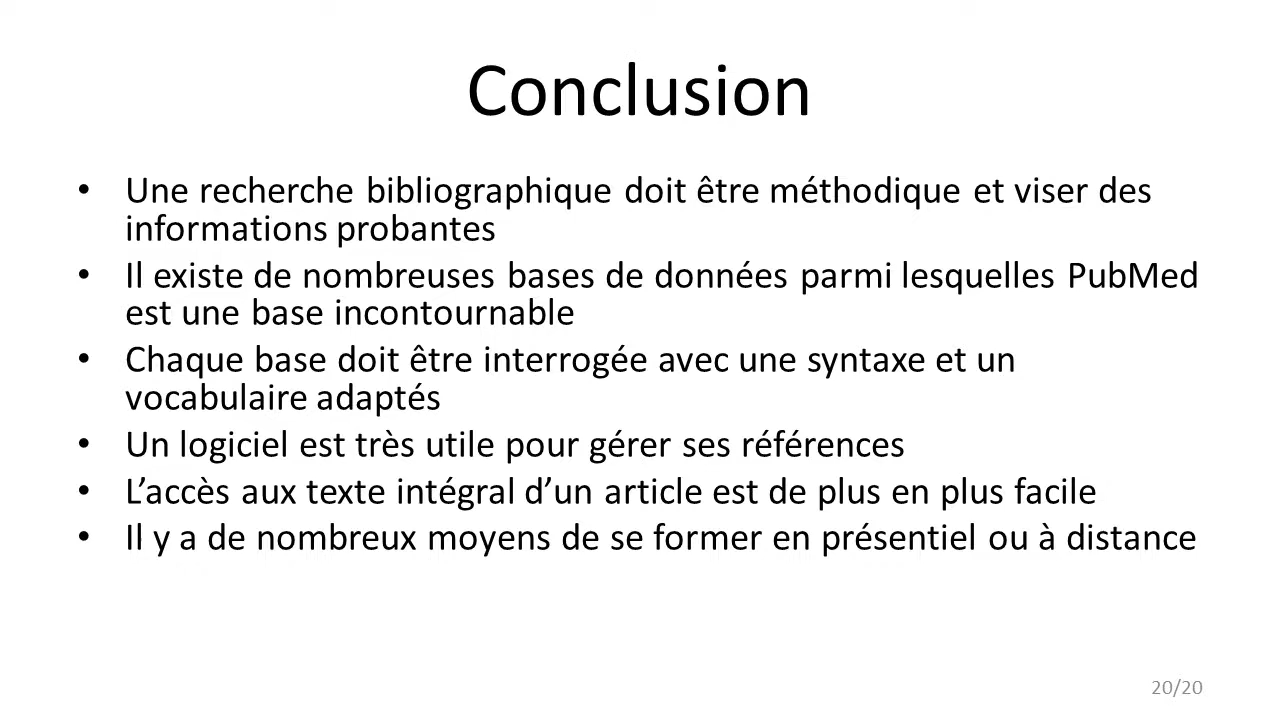 Conclusion
• Une recherche bibliographique doit être méthodique et viser des
informations probantes
• Il existe de nombreuses bases de données parmi lesquelles PubMed
est une base incontournable
• Chaque base doit être interrogée avec une syntaxe et un
vocabulaire adaptés
• Un logiciel est très utile pour gérer ses références
• L’accès aux texte intégral d’un article est de plus en plus facile
• Il y a de nombreux moyens de se former en présentiel ou à distance
20/20